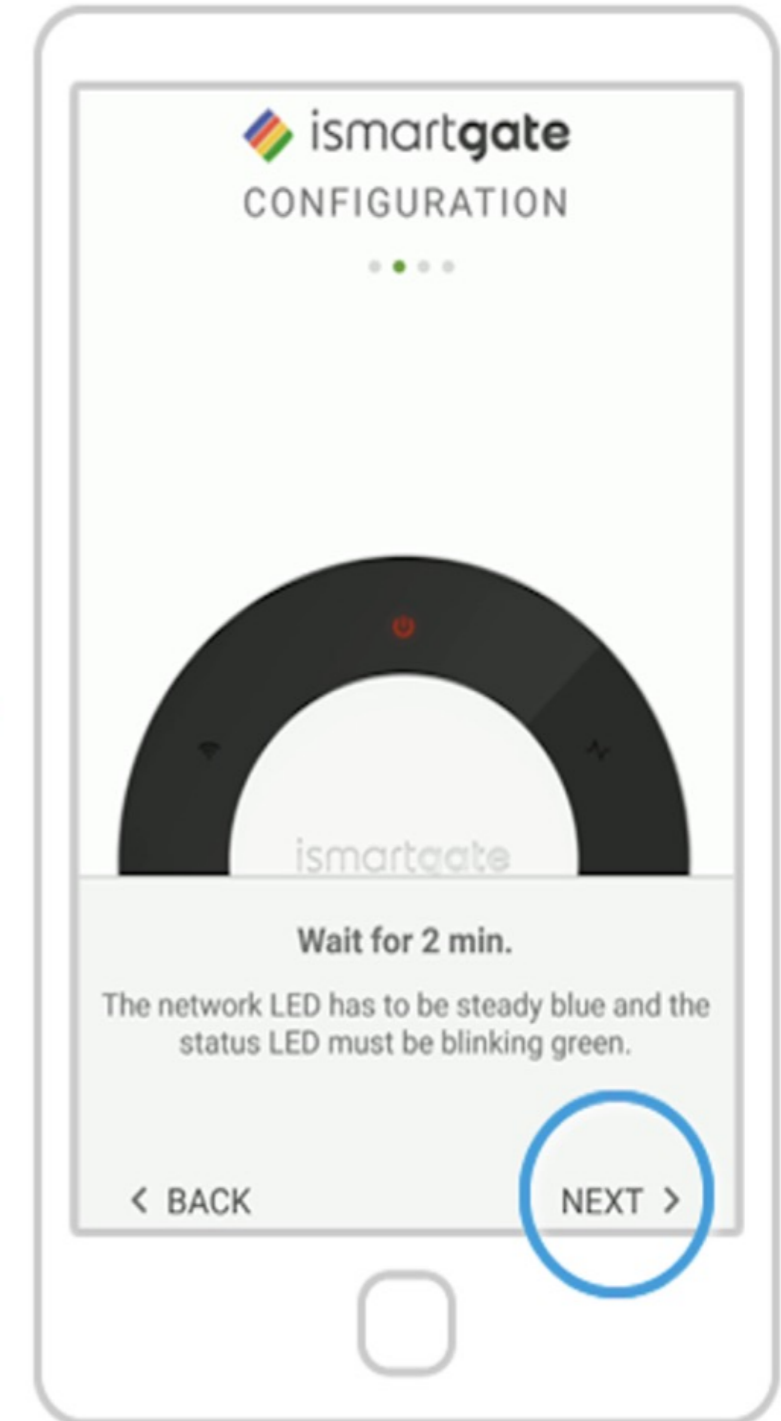 ismartgate
CONFIGURATION
ismartgate
Wait for 2 min.
The network LED has to be steady blue and the
status LED must be blinking green.
< BACK NEXT >